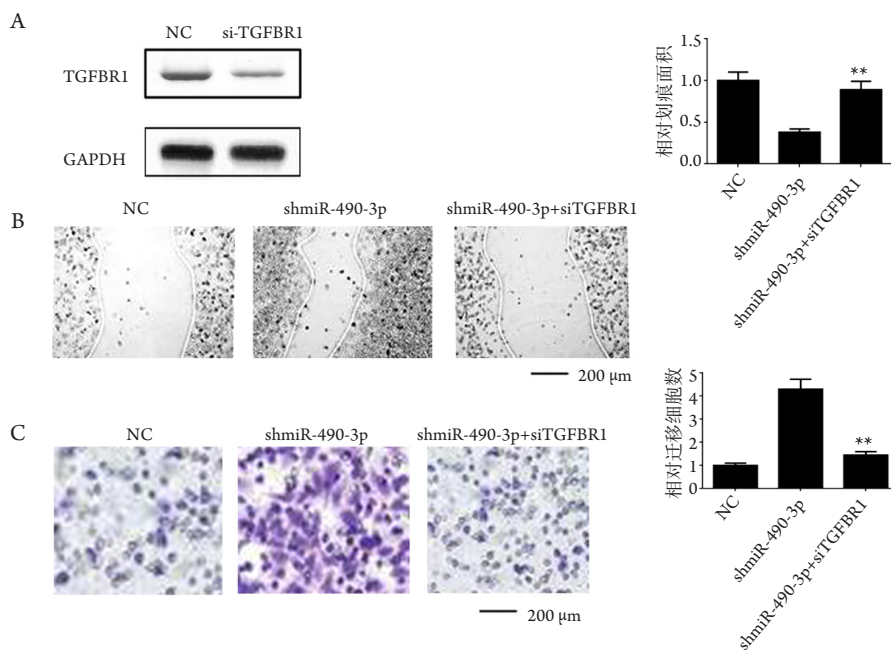 A
NC si-TGFBR1
TGFBR1
GAPDH
相对划痕面积
1.5
1.0
0.5
0.0
**
NC
shmiR-490-3p
shmiR-490-3p+siTGFBR1
B
NC shmiR-490-3p shmiR-490-3p+siTGFBR1
200 μm
C
NC shmiR-490-3p shmiR-490-3p+siTGFBR1
200 μm
相对迁移细胞数
5
4
3
2
1
0
**
NC
shmiR-490-3p
shmiR-490-3p+siTGFBR1